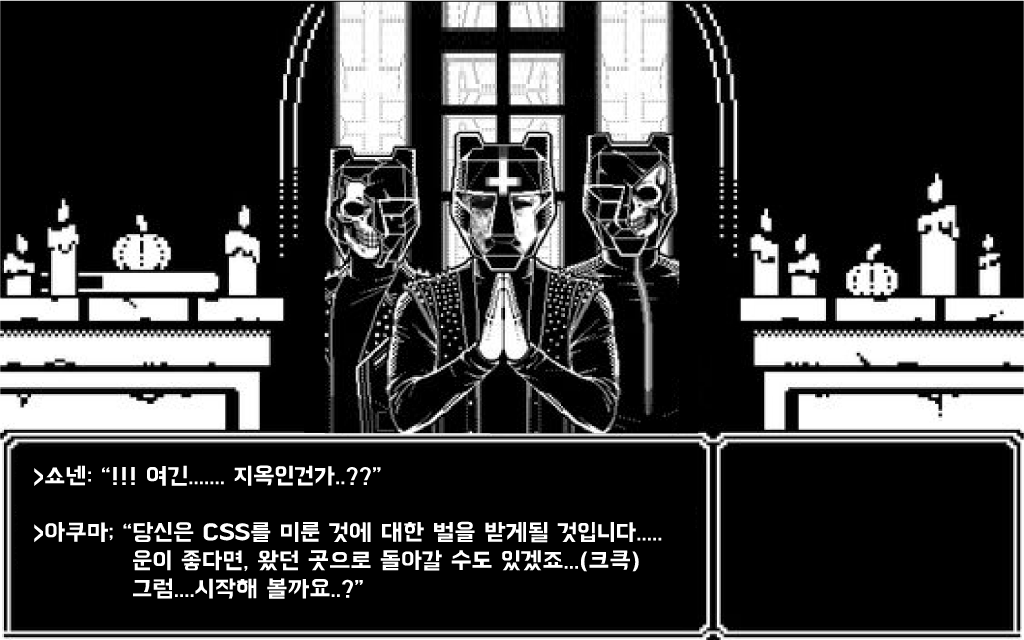 >쇼넨: “!!! 여긴....... 지옥인건가..??”
>아쿠마; “당신은 CSS를 미룬 것에 대한 벌을 받게될 것입니다.....
운이 좋다면, 왔던 곳으로 돌아갈 수도 있겠죠...(크큭)
그럼....시작해 볼까요..?”